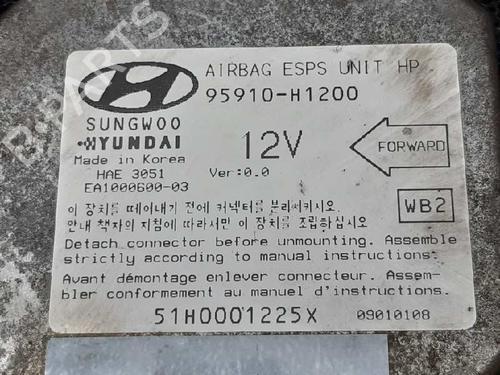 AIRBAG ESPS UNIT HP
95910-H1200
SUNGWOO
HYUNDAI
Made in Korea
HAE 3051
EA1000600-03
12V
Ver:0.0
FORWARD
WB2
이 장치를 떼어내기 전에 커넥터를 분리하십시오.
안내 책자의 지침에 따라서만 이 장치를 조립하십시오
Detach connector before unmounting. Assemble
strictly according to manual instructions.
Avant démontage enlever connecteur. Assem-
bler conformement au manuel d'instructions.
51H0001225X
09010108